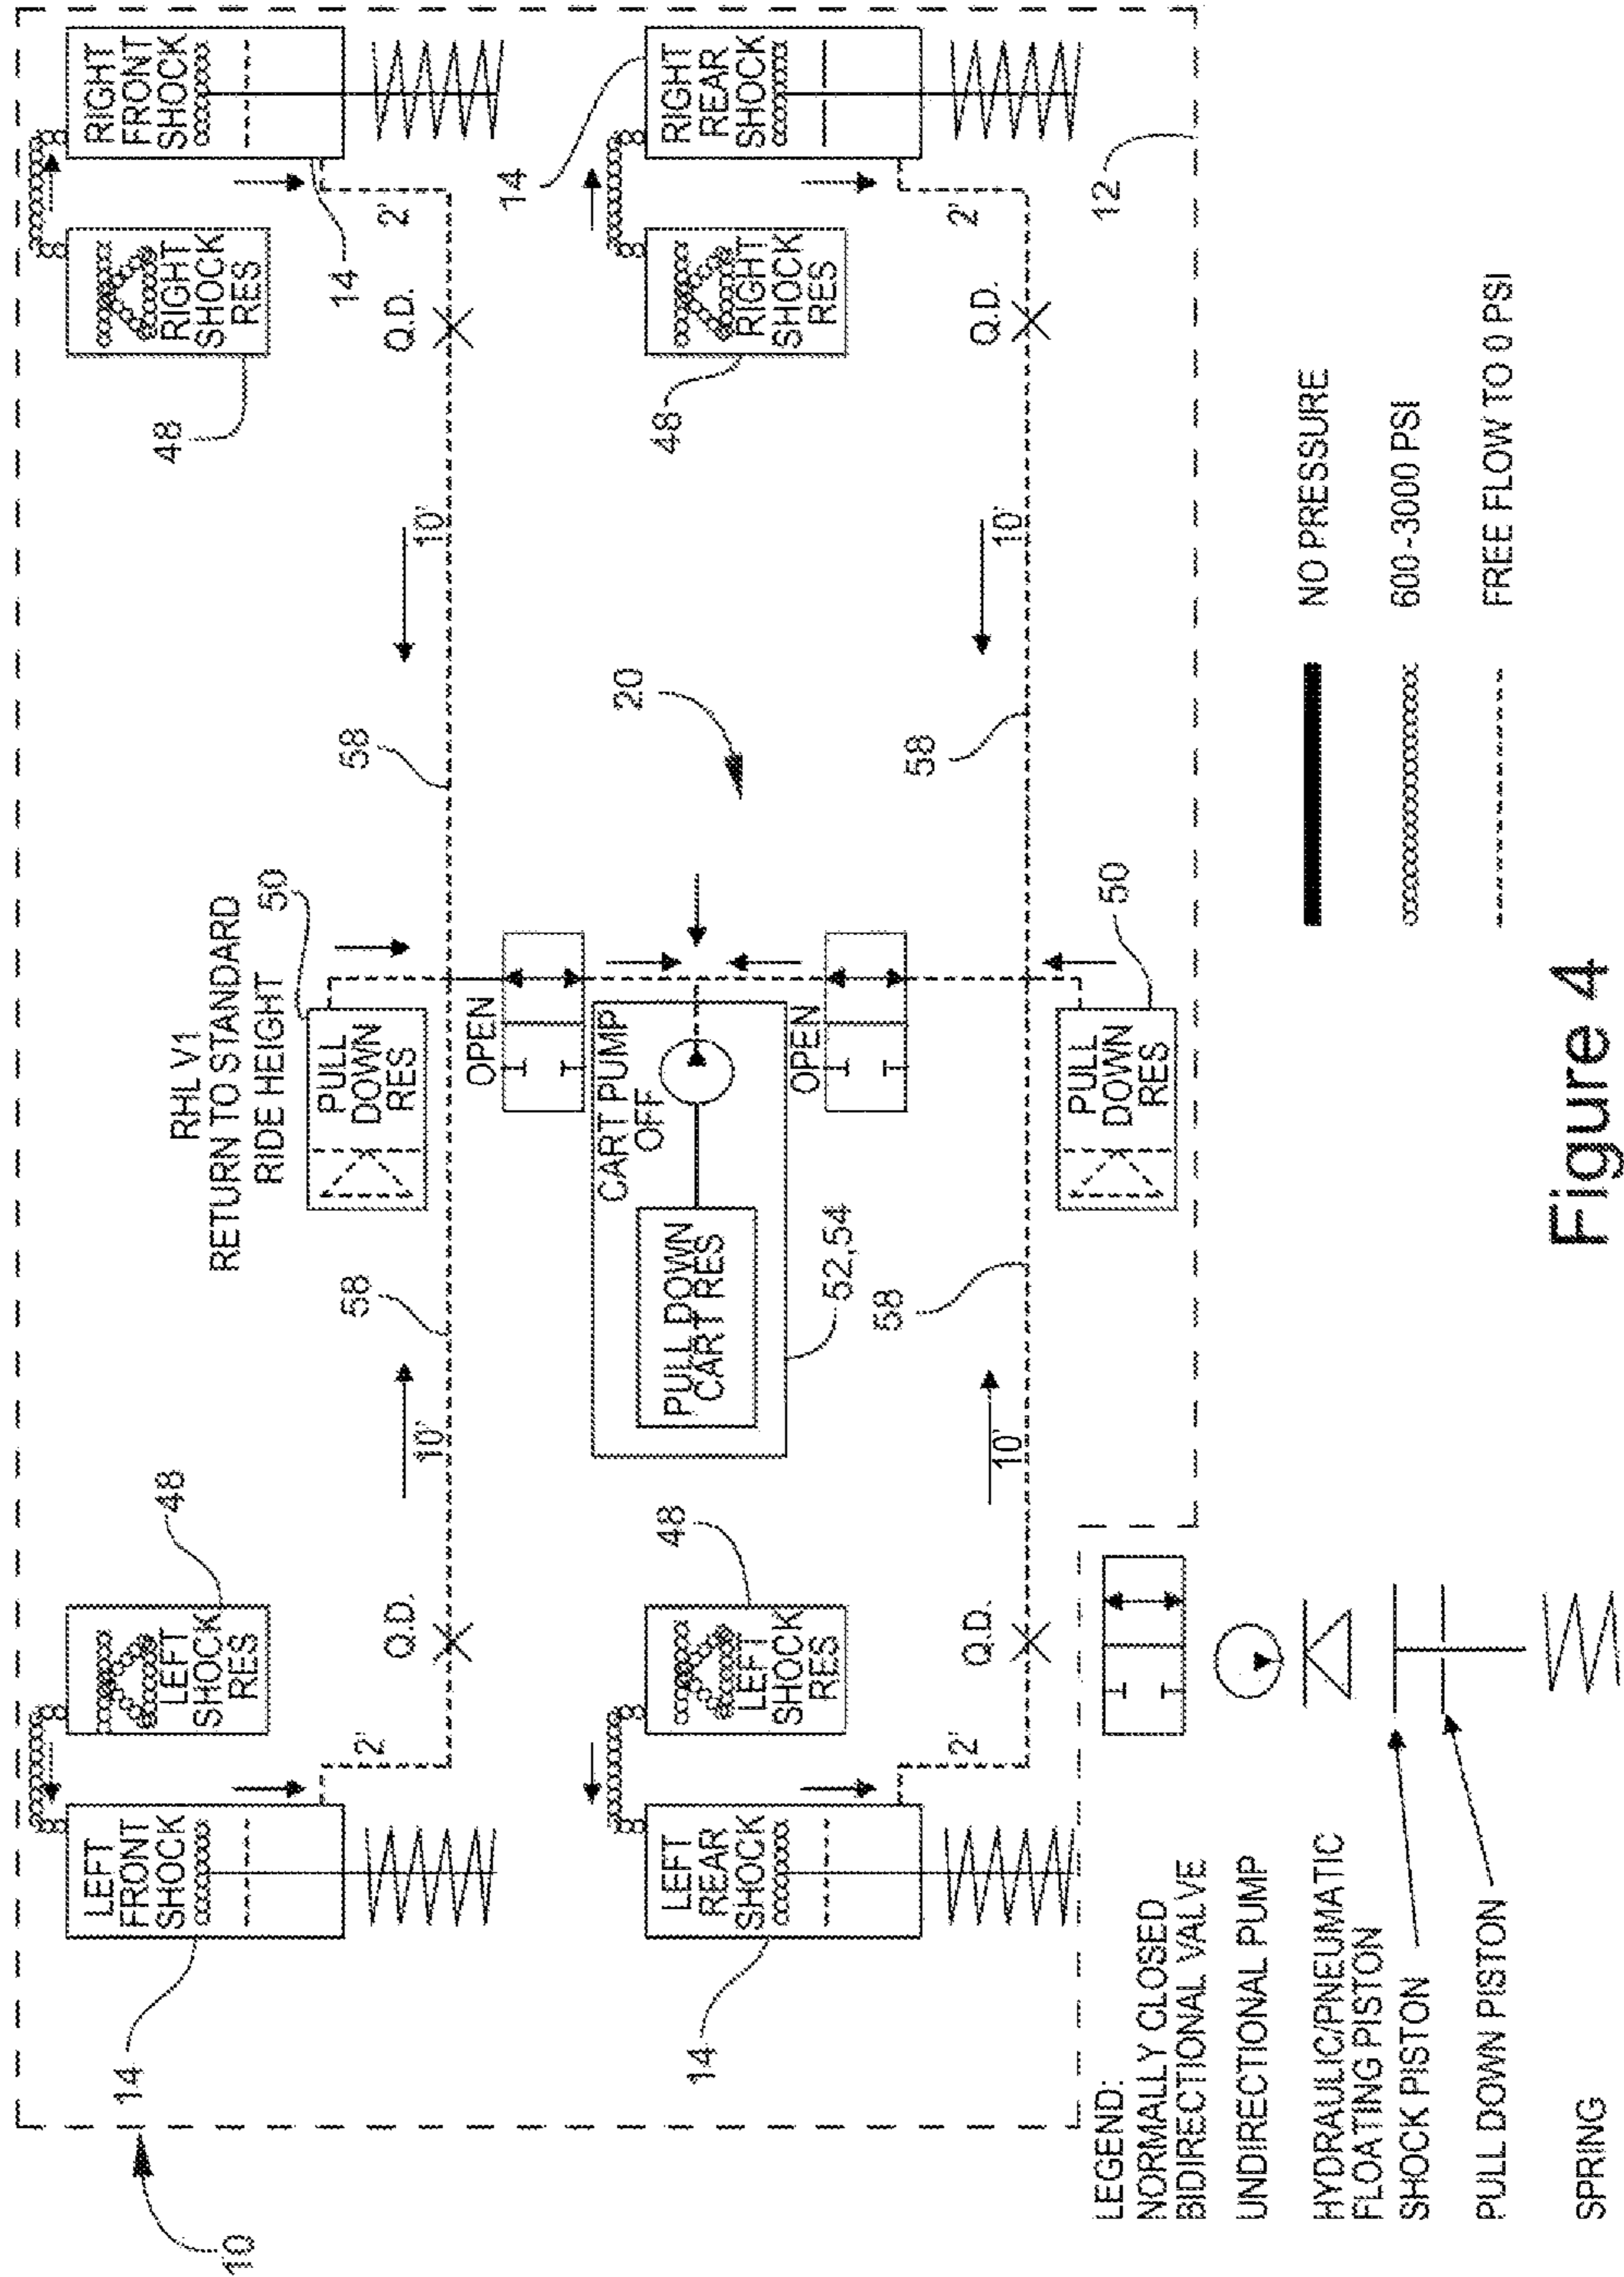 10
14
LEFT
FRONT
SHOCK
LEFT
SHOCK
RES
48
2'
Q.D.
10'
58
RHL V1
RETURN TO STANDARD
RIDE HEIGHT
50
PULL
DOWN
RES
58
10'
Q.D.
2'
48
RIGHT
SHOCK
RES
RIGHT
FRONT
SHOCK
14
OPEN
CART PUMP
OFF
PULL DOWN
CART RES
52,54
OPEN
20
14
LEFT
REAR
SHOCK
LEFT
SHOCK
RES
48
2'
Q.D.
10'
58
PULL
DOWN
RES
50
58
10'
Q.D.
2'
48
RIGHT
SHOCK
RES
RIGHT
REAR
SHOCK
14
12
LEGEND:
NORMALLY CLOSED
BIDIRECTIONAL VALVE
UNDIRECTIONAL PUMP
HYDRAULIC/PNEUMATIC
FLOATING PISTON
SHOCK PISTON
PULL DOWN PISTON
SPRING
NO PRESSURE
600-3000 PSI
FREE FLOW TO 0 PSI
Figure 4